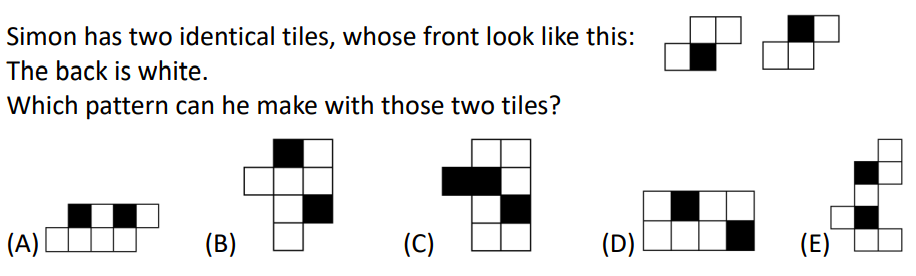 Simon has two identical tiles, whose front look like this:
The back is white.
Which pattern can he make with those two tiles?
(A) (B) (C) (D) (E)